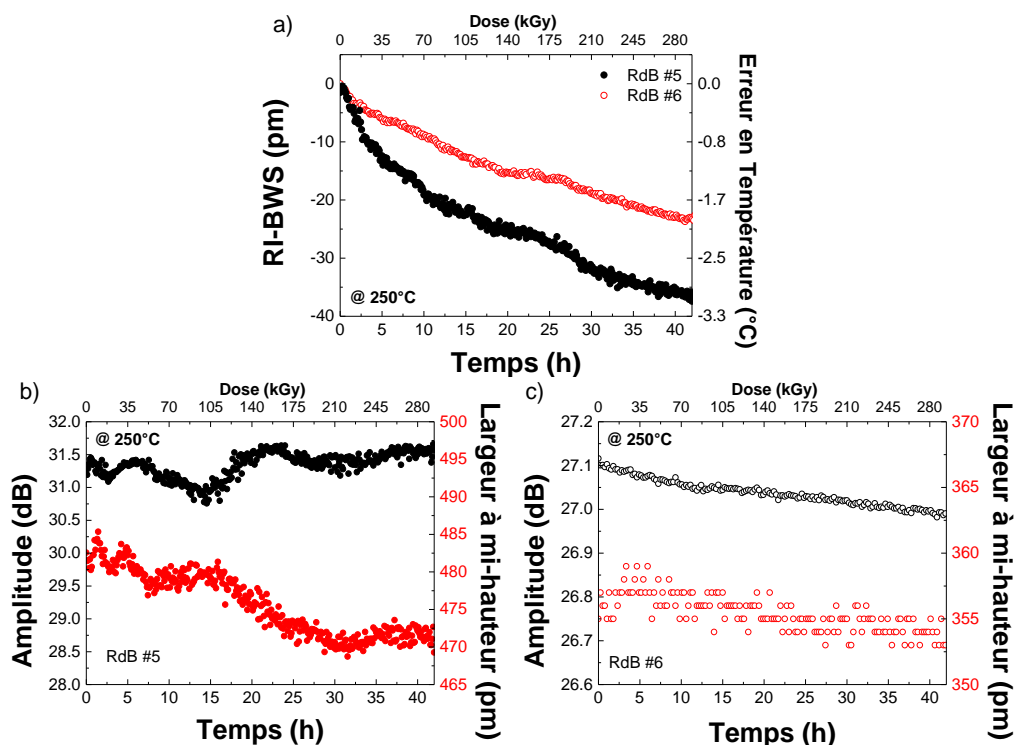 a)
Dose (kGy)
0 35 70 105 140 175 210 245 280
RI-BWS (pm)
0
-10
-20
-30
-40
Erreur en Température (°C)
0.0
-0.8
-1.7
-2.5
-3.3
RdB #5
RdB #6
@ 250°C
0 5 10 15 20 25 30 35 40
Temps (h)
b)
Dose (kGy)
0 35 70 105 140 175 210 245 280
Amplitude (dB)
32.0
31.5
31.0
30.5
30.0
29.5
29.0
28.5
28.0
Largeur à mi-hauteur (pm)
500
495
490
485
480
475
470
465
@ 250°C
RdB #5
0 5 10 15 20 25 30 35 40
Temps (h)
c)
Dose (kGy)
0 35 70 105 140 175 210 245 280
Amplitude (dB)
27.2
27.1
27.0
26.9
26.8
26.7
26.6
Largeur à mi-hauteur (pm)
370
365
360
355
350
@ 250°C
RdB #6
0 5 10 15 20 25 30 35 40
Temps (h)